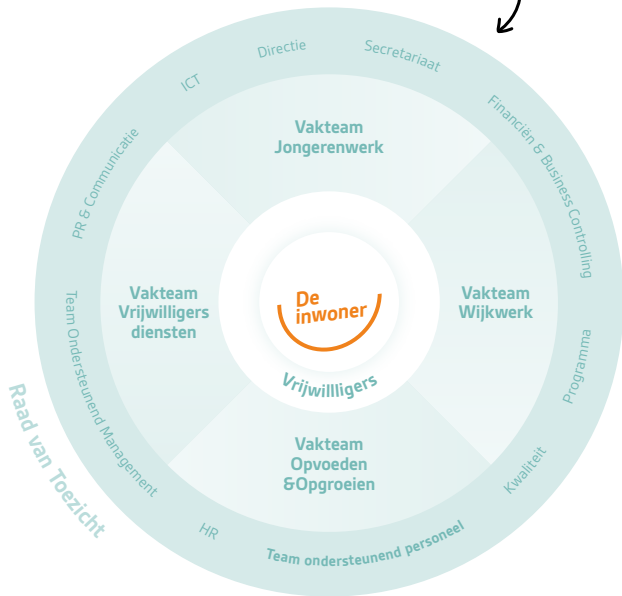 Directie
Secretariaat
ICT
Financiën & Business Controlling
PR & Communicatie
Vakteam
Jongerenwerk
De
inwoner
Vakteam
Vrijwilligers
diensten
Vakteam
Wijkwerk
Team Ondersteunend Management
Programma
Vrijwillligers
Raad van Toezicht
Vakteam
Opvoeden
&Opgroeien
Kwaliteit
HR
Team ondersteunend personeel